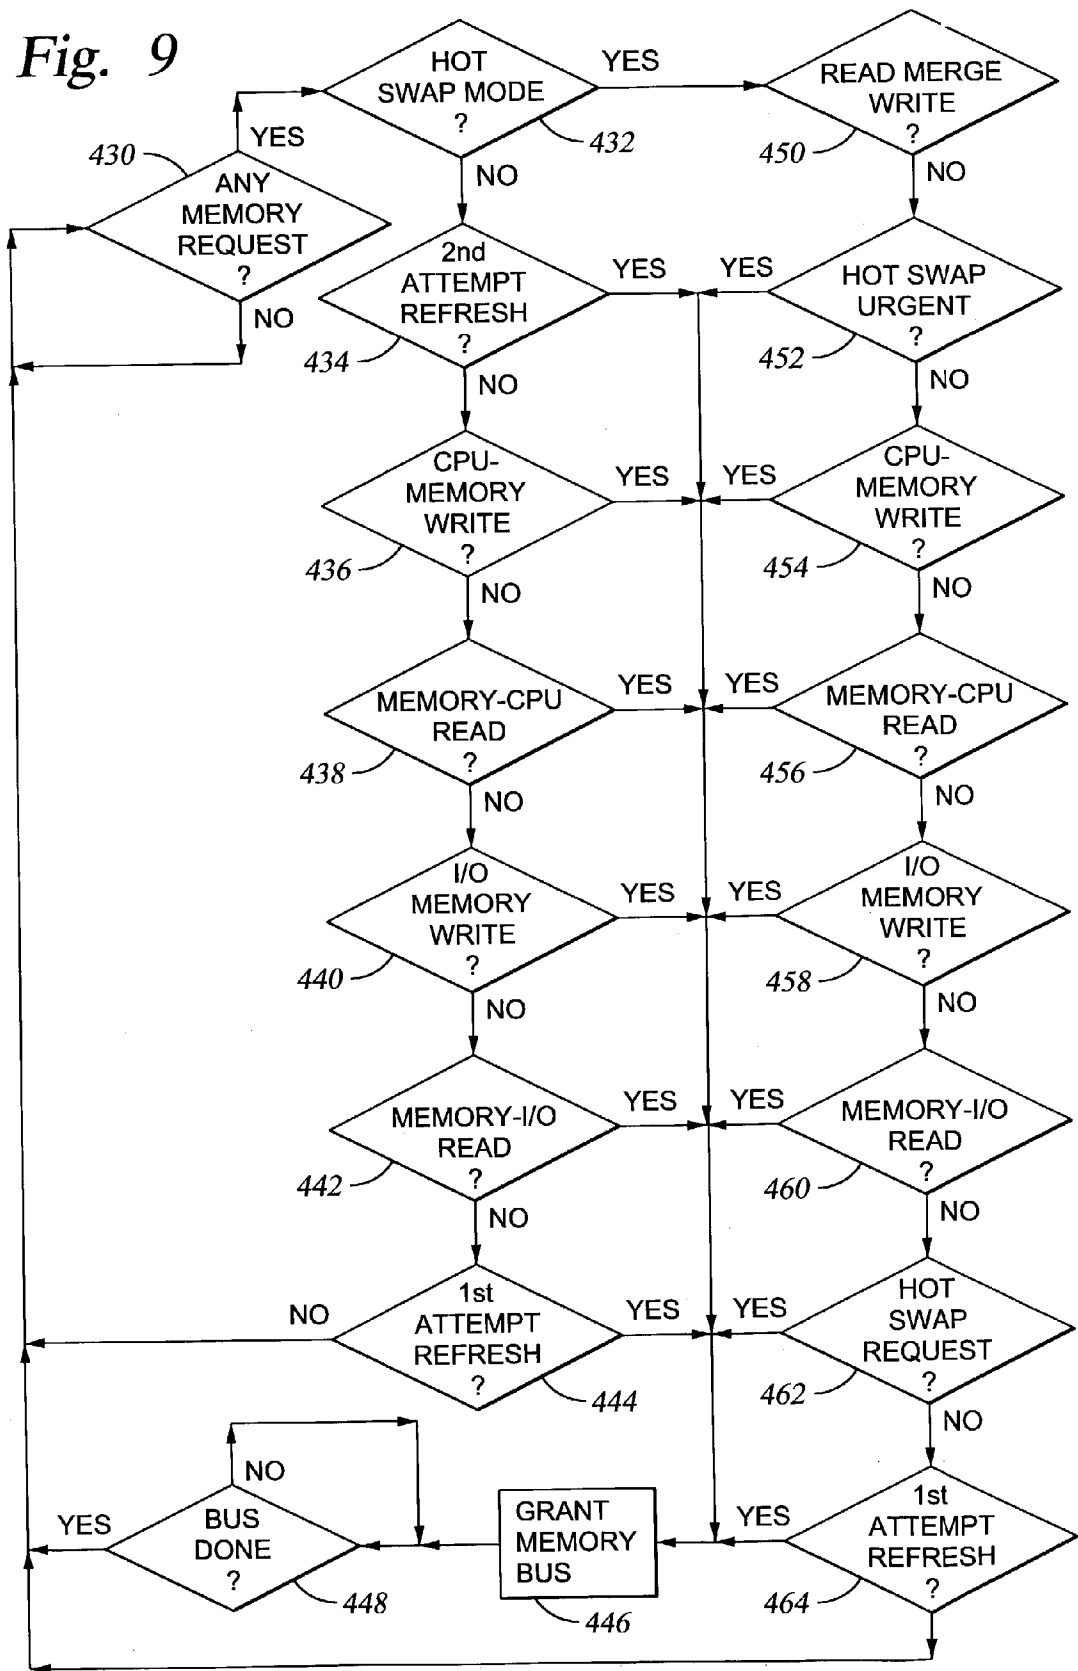 Fig. 9
HOT
SWAP MODE
?
432
YES
READ MERGE
WRITE
?
450
NO
YES
430
ANY
MEMORY
REQUEST
?
NO
NO
2nd
ATTEMPT
REFRESH
?
434
YES
YES
HOT SWAP
URGENT
?
452
NO
NO
CPU-
MEMORY
WRITE
?
436
YES
YES
CPU-
MEMORY
WRITE
?
454
NO
NO
MEMORY-CPU
READ
?
438
YES
YES
MEMORY-CPU
READ
?
456
NO
NO
I/O
MEMORY
WRITE
?
440
YES
YES
I/O
MEMORY
WRITE
?
458
NO
NO
MEMORY-I/O
READ
?
442
YES
YES
MEMORY-I/O
READ
?
460
NO
NO
NO
1st
ATTEMPT
REFRESH
?
444
YES
YES
HOT
SWAP
REQUEST
?
462
NO
NO
YES
BUS
DONE
?
448
GRANT
MEMORY
BUS
446
YES
1st
ATTEMPT
REFRESH
?
464